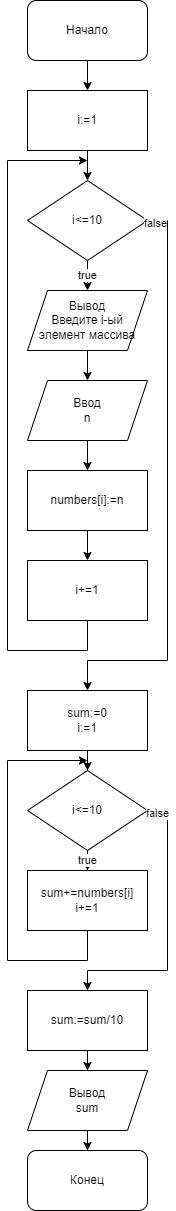 Начало
i:=1
i<=10
false
true
Вывод
Введите i-ый
элемент массива
Ввод
n
numbers[i]:=n
i+=1
sum:=0
i:=1
i<=10
false
true
sum+=numbers[i]
i+=1
sum:=sum/10
Вывод
sum
Конец